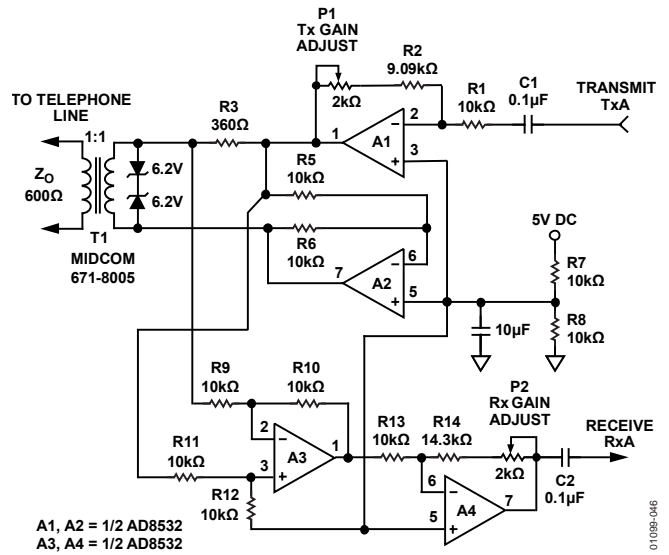 P1
Tx GAIN
ADJUST
2kΩ
R2
9.09kΩ
R1
10kΩ
C1
0.1µF
TRANSMIT
TxA
TO TELEPHONE
LINE
1:1
ZO
600Ω
6.2V
6.2V
T1
MIDCOM
671-8005
R3
360Ω
1
A1
2
3
R5
10kΩ
R6
10kΩ
7
A2
6
5
5V DC
R7
10kΩ
R8
10kΩ
10µF
R9
10kΩ
R10
10kΩ
R11
10kΩ
R12
10kΩ
2
3
A3
1
R13
10kΩ
R14
14.3kΩ
P2
Rx GAIN
ADJUST
2kΩ
6
5
A4
7
C2
0.1µF
RECEIVE
RxA
A1, A2 = 1/2 AD8532
A3, A4 = 1/2 AD8532
01099-046